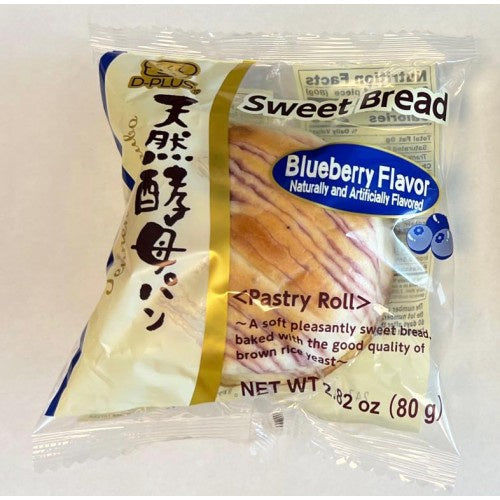 D-PLUS
天然酵母パン
Sweet Bread
Blueberry Flavor
Naturally and Artificially Flavored
<Pastry Roll>
~A soft pleasantly sweet bread,
baked with the good quality of
brown rice yeast~
NET WT 2.82 oz (80 g)
Nutrition Facts